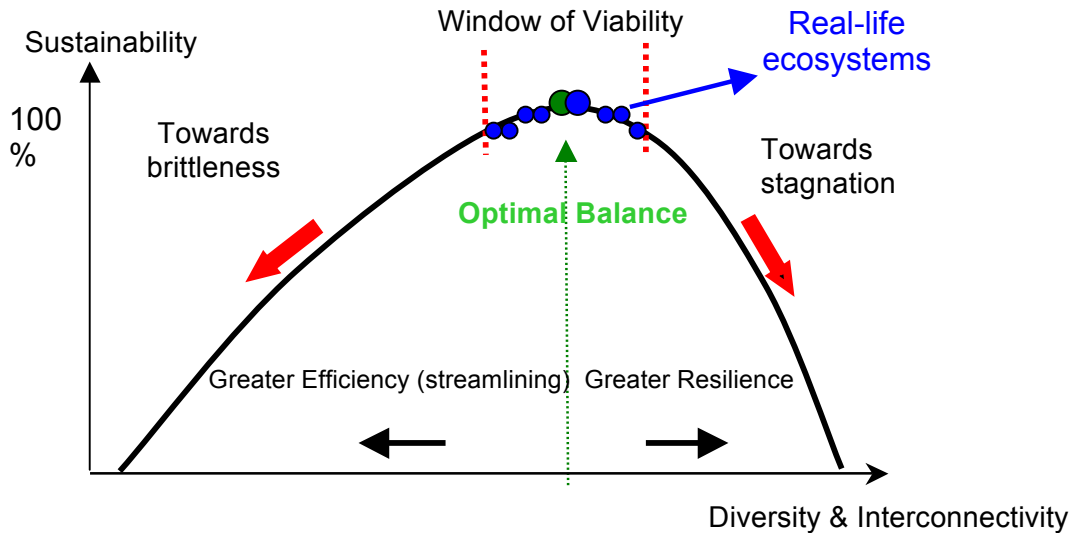 Window of Viability
Real-life
ecosystems
Sustainability
100
%
Towards
brittleness
Towards
stagnation
Optimal Balance
Greater Efficiency (streamlining)
Greater Resilience
Diversity & Interconnectivity